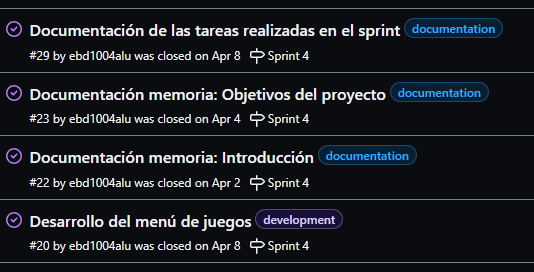 Documentación de las tareas realizadas en el sprint documentation
#29 by ebd1004alu was closed on Apr 8 Sprint 4
Documentación memoria: Objetivos del proyecto documentation
#23 by ebd1004alu was closed on Apr 4 Sprint 4
Documentación memoria: Introducción documentation
#22 by ebd1004alu was closed on Apr 2 Sprint 4
Desarrollo del menú de juegos development
#20 by ebd1004alu was closed on Apr 8 Sprint 4